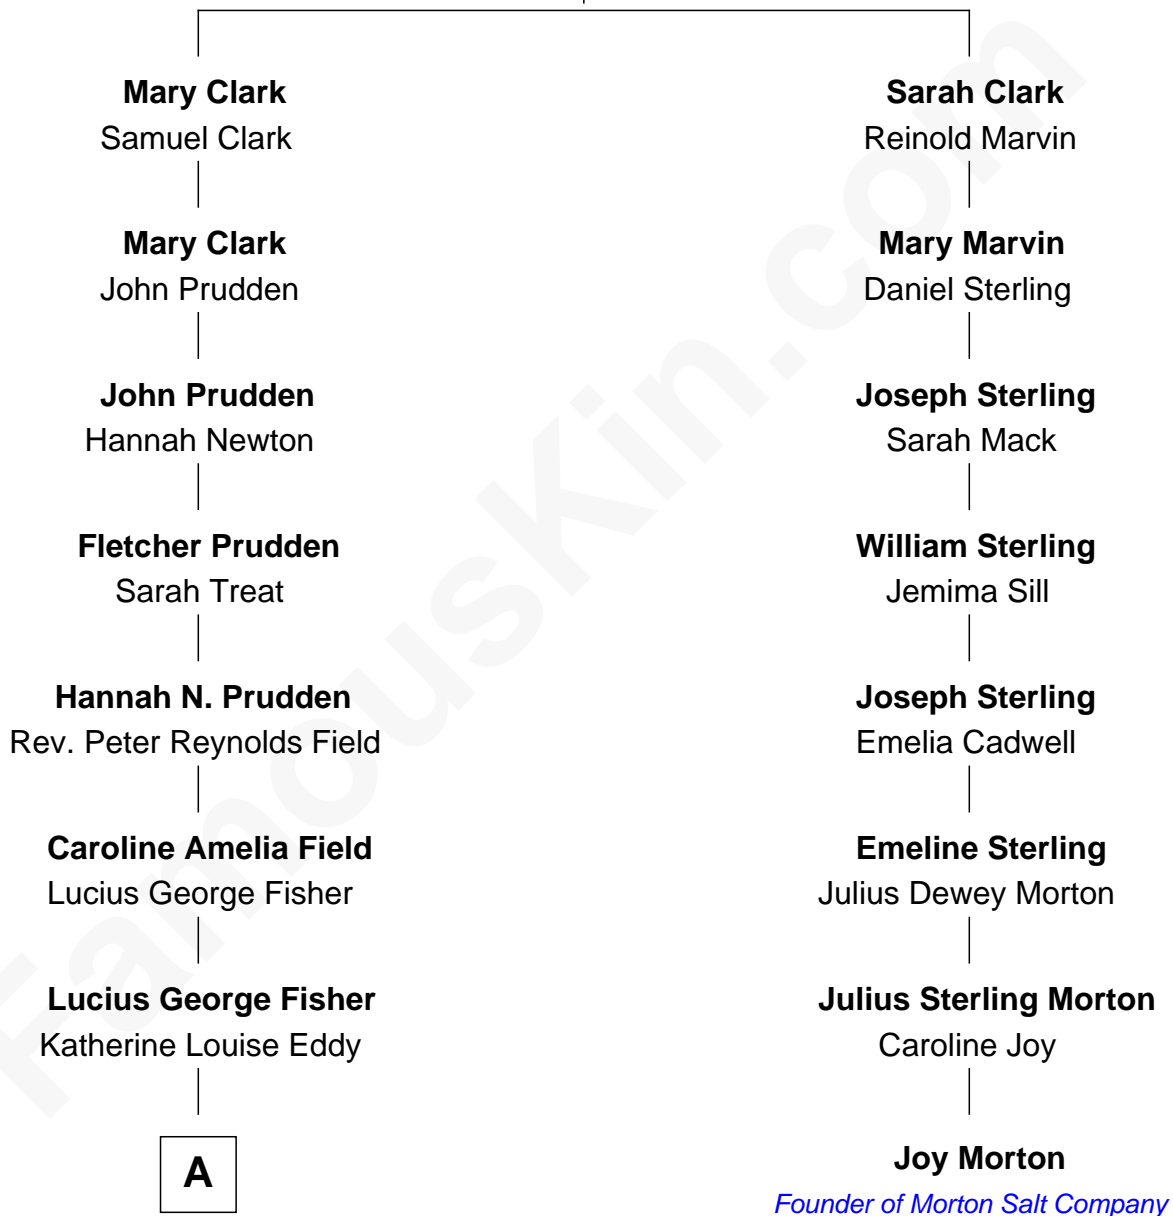 Mary Clark
Samuel Clark
Sarah Clark
Reinold Marvin
Mary Clark
John Prudden
Mary Marvin
Daniel Sterling
John Prudden
Hannah Newton
Joseph Sterling
Sarah Mack
Fletcher Prudden
Sarah Treat
William Sterling
Jemima Sill
Hannah N. Prudden
Rev. Peter Reynolds Field
Joseph Sterling
Emelia Cadwell
Caroline Amelia Field
Lucius George Fisher
Emeline Sterling
Julius Dewey Morton
Lucius George Fisher
Katherine Louise Eddy
Julius Sterling Morton
Caroline Joy
A
Joy Morton
Founder of Morton Salt Company
FamousKin.com